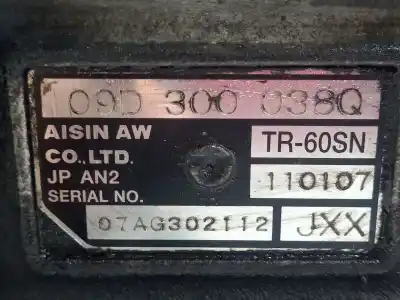 09D 300 038Q
AISIN AW
CO.,LTD.
JP AN2
SERIAL NO.
TR-60SN
110107
07AG302112
JXX